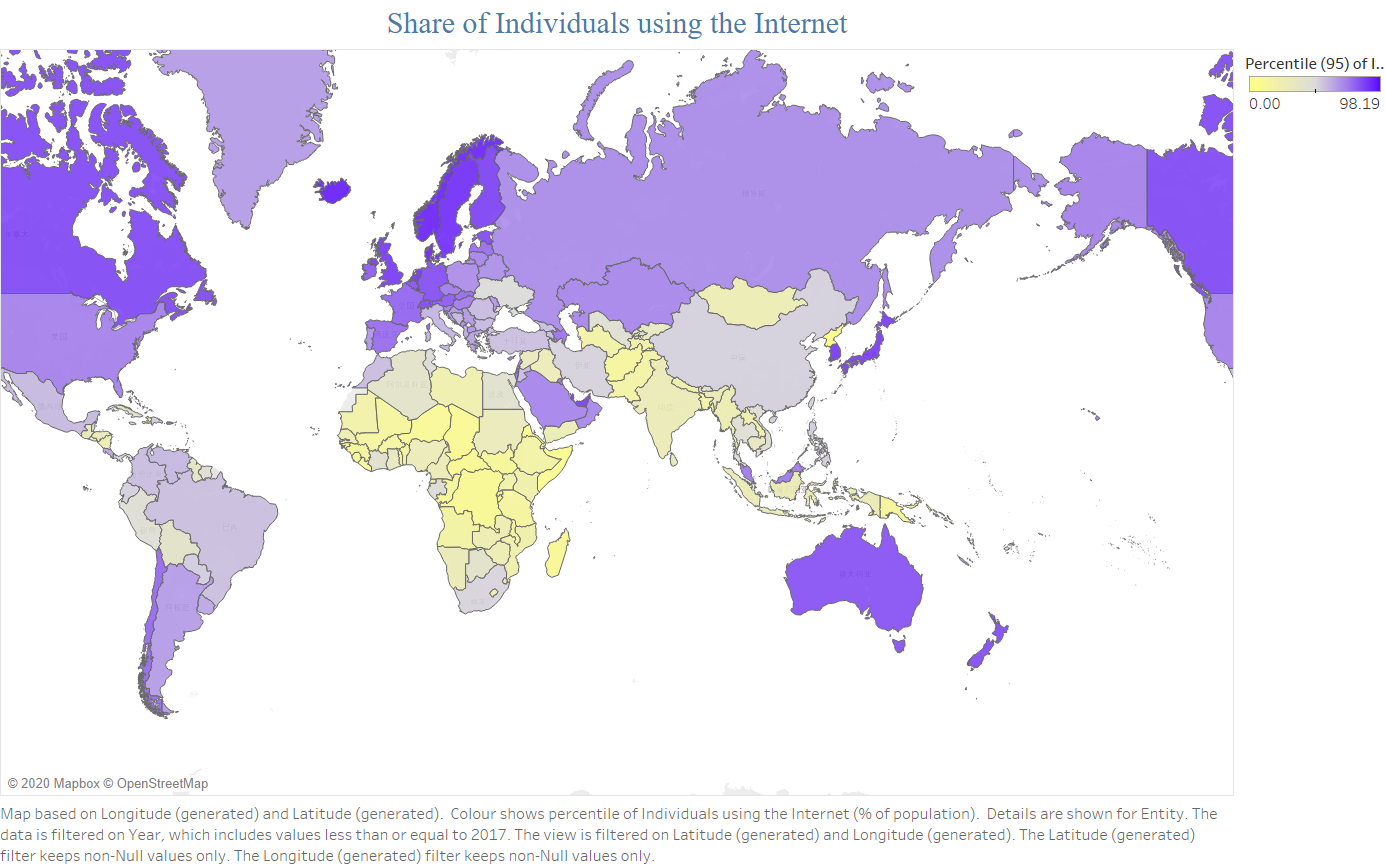 Share of Individuals using the Internet
Percentile (95) of I..
0.00 98.19
© 2020 Mapbox © OpenStreetMap
Map based on Longitude (generated) and Latitude (generated).  Colour shows percentile of Individuals using the Internet (% of population).  Details are shown for Entity. The
data is filtered on Year, which includes values less than or equal to 2017. The view is filtered on Latitude (generated) and Longitude (generated). The Latitude (generated)
filter keeps non-Null values only. The Longitude (generated) filter keeps non-Null values only.